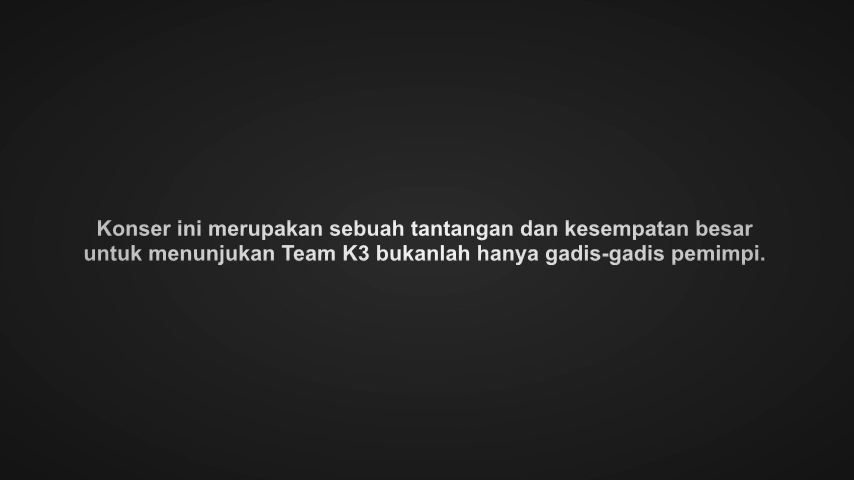 Konser ini merupakan sebuah tantangan dan kesempatan besar
untuk menunjukan Team K3 bukanlah hanya gadis-gadis pemimpi.